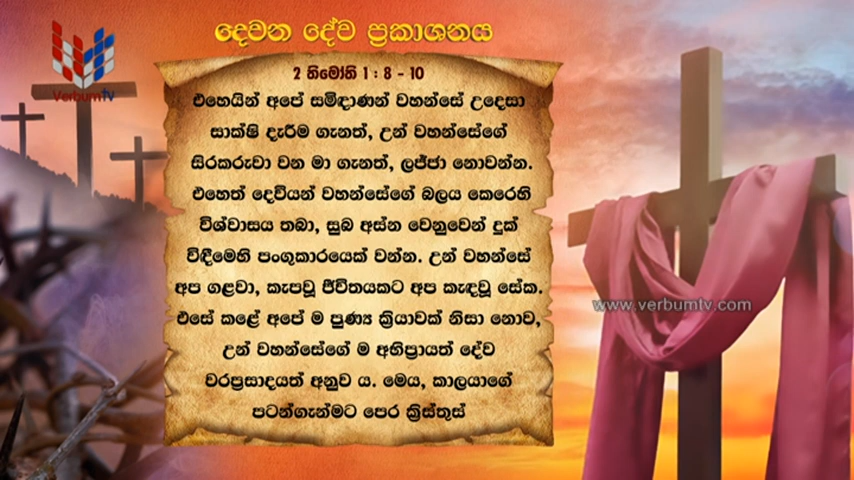 දෙවන දේව ප්‍රකාශනය
VerbumTV
2 තිමෝති 1 : 8 - 10
එහෙයින් අපේ සමිඳාණන් වහන්සේ උදෙසා
සාක්ෂි දැරීම ගැනත්, උන් වහන්සේගේ
සිරකරුවා වන මා ගැනත්, ලජ්ජා නොවන්න.
එහෙත් දෙවියන් වහන්සේගේ බලය කෙරෙහි
විශ්වාසය තබා, සුබ අස්න වෙනුවෙන් දුක්
විඳීමෙහි පංගුකාරයෙක් වන්න. උන් වහන්සේ
අප ගළවා, කැපවූ ජීවිතයකට අප කැඳවූ සේක.
එසේ කළේ අපේ ම පුණ්‍ය ක්‍රියාවක් නිසා නොව,
උන් වහන්සේගේ ම අභිප්‍රායත් දේව
වරප්‍රසාදයත් අනුව ය. මෙය, කාලයාගේ
පටන්ගැන්මට පෙර ක්‍රිස්තුස්
www.verbumtv.com